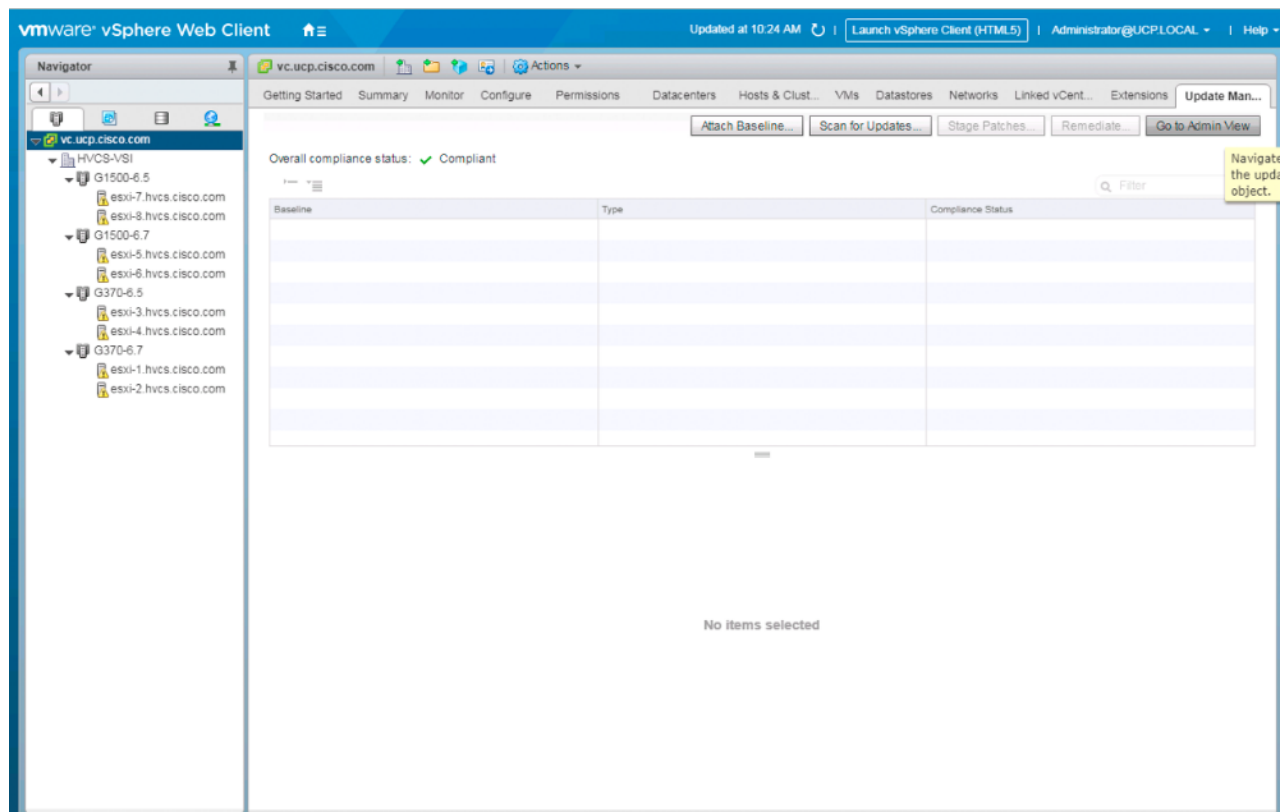 vmware® vSphere Web Client
Updated at 10:24 AM | Launch vSphere Client (HTML5) | Administrator@UCP.LOCAL | Help
Navigator
vc.ucp.cisco.com | Actions
Getting Started Summary Monitor Configure Permissions Datacenters Hosts & Clust... VMs Datastores Networks Linked vCent... Extensions Update Man...
Attach Baseline... Scan for Updates... Stage Patches... Remediate... Go to Admin View
vc.ucp.cisco.com
HVCS-VSI
G1500-6.5
esxi-7.hvcs.cisco.com
esxi-8.hvcs.cisco.com
G1500-6.7
esxi-5.hvcs.cisco.com
esxi-6.hvcs.cisco.com
G370-6.5
esxi-3.hvcs.cisco.com
esxi-4.hvcs.cisco.com
G370-6.7
esxi-1.hvcs.cisco.com
esxi-2.hvcs.cisco.com
Overall compliance status: Compliant
Navigate
the upda
object.
Filter
Baseline Type Compliance Status
No items selected